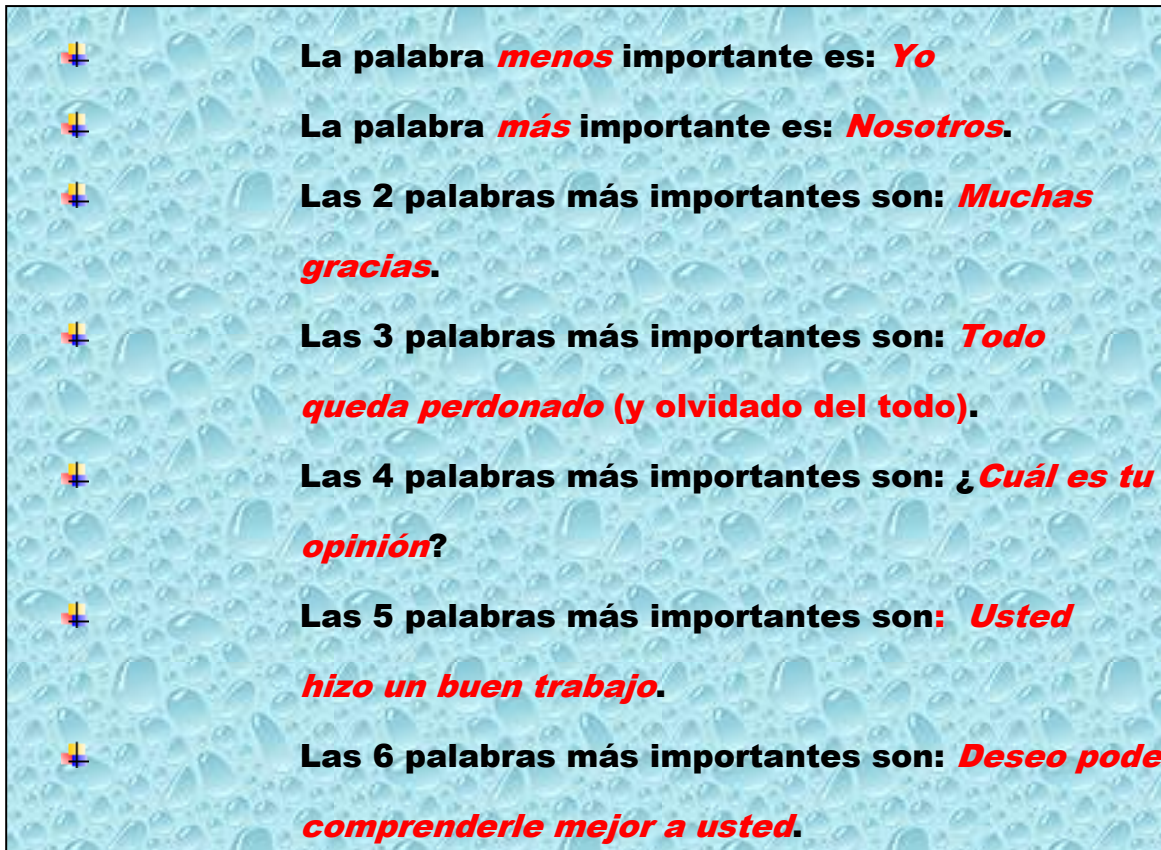 La palabra menos importante es: Yo
La palabra más importante es: Nosotros.
Las 2 palabras más importantes son: Muchas
gracias.
Las 3 palabras más importantes son: Todo
queda perdonado (y olvidado del todo).
Las 4 palabras más importantes son: ¿Cuál es tu
opinión?
Las 5 palabras más importantes son: Usted
hizo un buen trabajo.
Las 6 palabras más importantes son: Deseo pode
comprenderle mejor a usted.